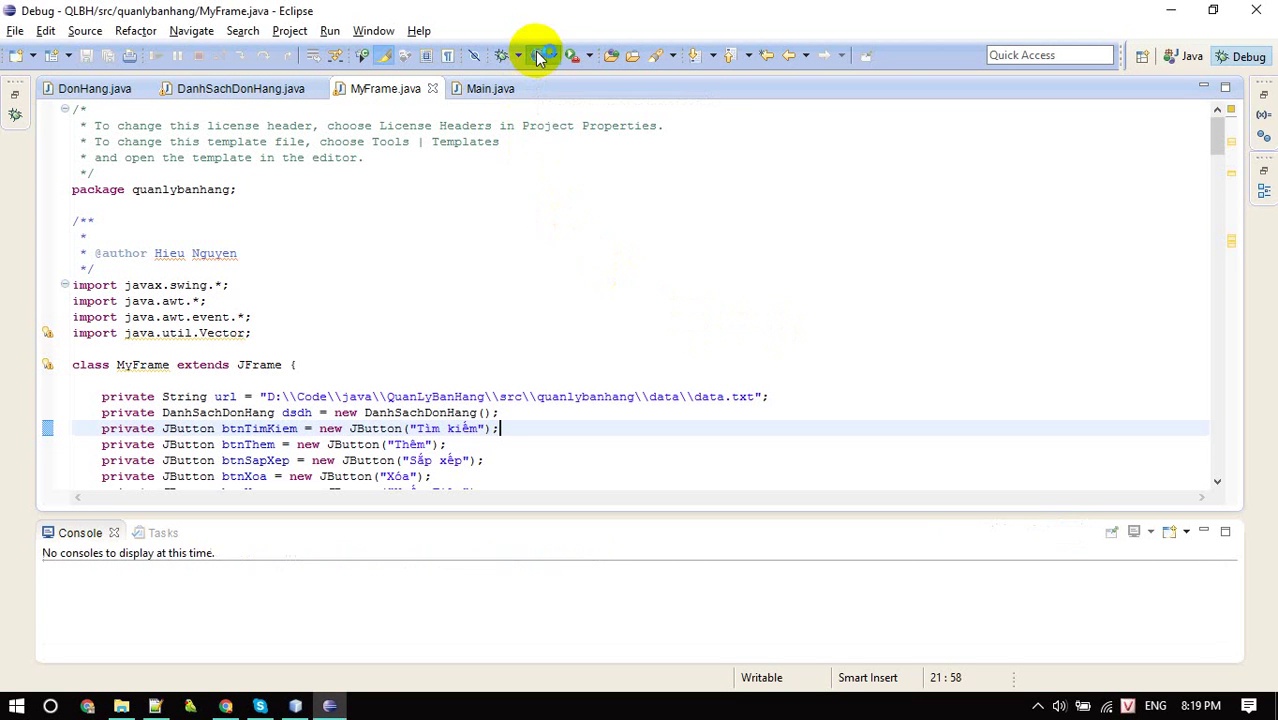 Debug - QLBH/src/quanlybanhang/MyFrame.java - Eclipse
File Edit Source Refactor Navigate Search Project Run Window Help
Quick Access
Java
Debug
DonHang.java
DanhSachDonHang.java
MyFrame.java
Main.java
/*
* To change this license header, choose License Headers in Project Properties.
* To change this template file, choose Tools | Templates
* and open the template in the editor.
*/
package quanlybanhang;
/**
*
* @author Hieu Nguyen
*/
import javax.swing.*;
import java.awt.*;
import java.awt.event.*;
import java.util.Vector;
class MyFrame extends JFrame {
private String url = "D:\\Code\\java\\QuanLyBanHang\\src\\quanlybanhang\\data\\data.txt";
private DanhSachDonHang dsdh = new DanhSachDonHang();
private JButton btnTimKiem = new JButton("Tìm kiếm");
private JButton btnThem = new JButton("Thêm");
private JButton btnSapXep = new JButton("Sắp xếp");
private JButton btnXoa = new JButton("Xóa");
Console
Tasks
No consoles to display at this time.
Writable
Smart Insert
21 : 58
ENG
8:19 PM